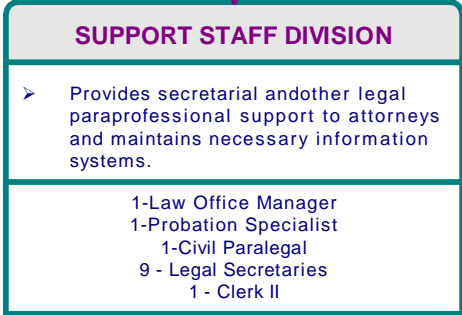 SUPPORT STAFF DIVISION
➢ Provides secretarial andother legal
paraprofessional support to attorneys
and maintains necessary information
systems.
1-Law Office Manager
1-Probation Specialist
1-Civil Paralegal
9 - Legal Secretaries
1 - Clerk II